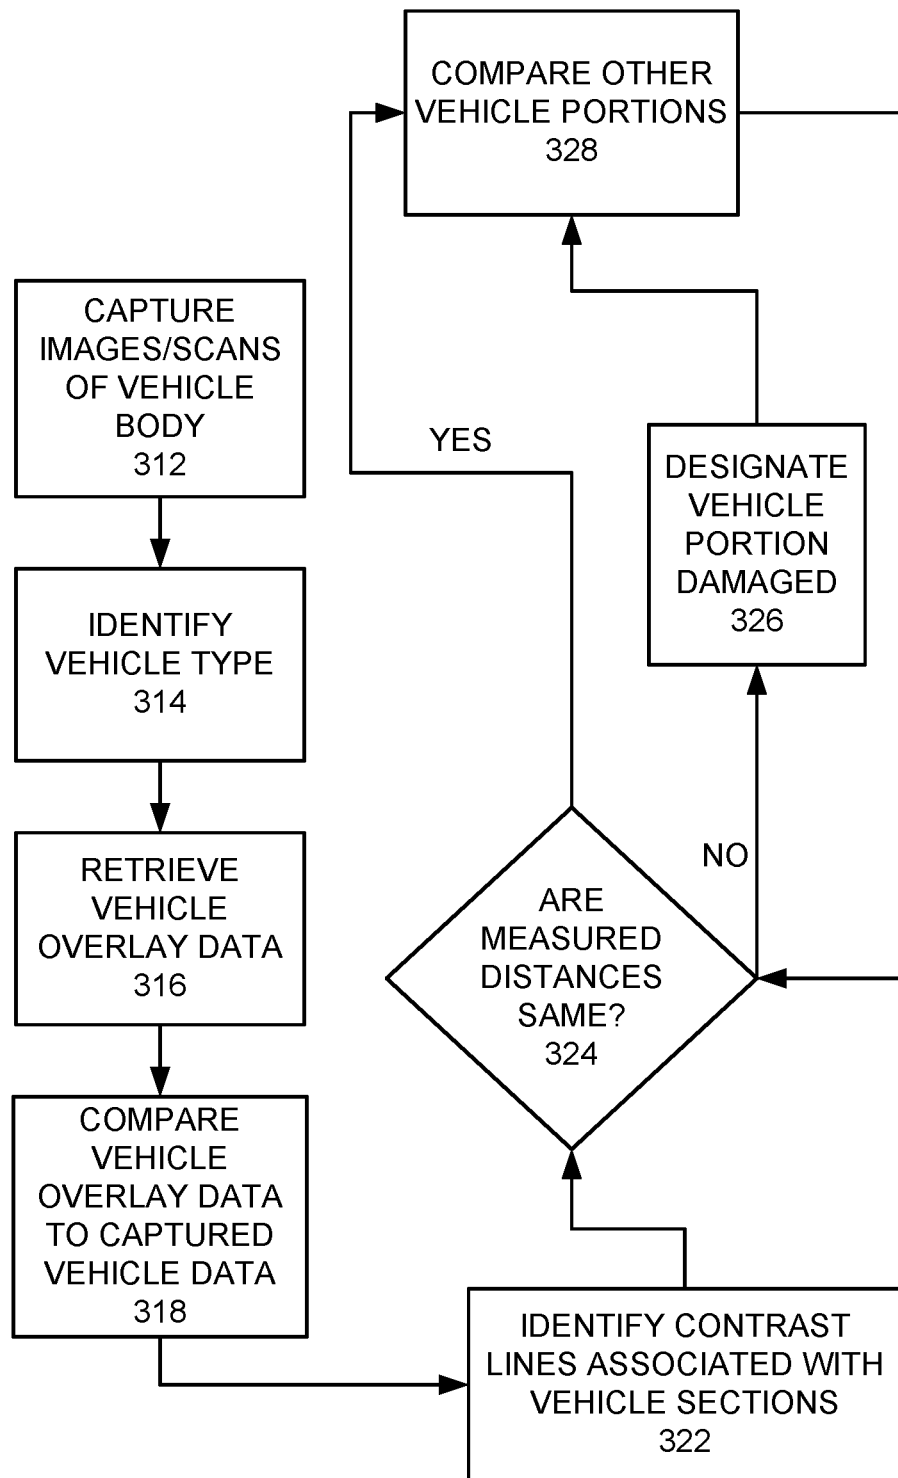 CAPTURE
IMAGES/SCANS
OF VEHICLE
BODY
312
IDENTIFY
VEHICLE TYPE
314
RETRIEVE
VEHICLE
OVERLAY DATA
316
COMPARE
VEHICLE
OVERLAY DATA
TO CAPTURED
VEHICLE DATA
318
IDENTIFY CONTRAST
LINES ASSOCIATED WITH
VEHICLE SECTIONS
322
ARE
MEASURED
DISTANCES
SAME?
324
YES
NO
DESIGNATE
VEHICLE
PORTION
DAMAGED
326
COMPARE OTHER
VEHICLE PORTIONS
328